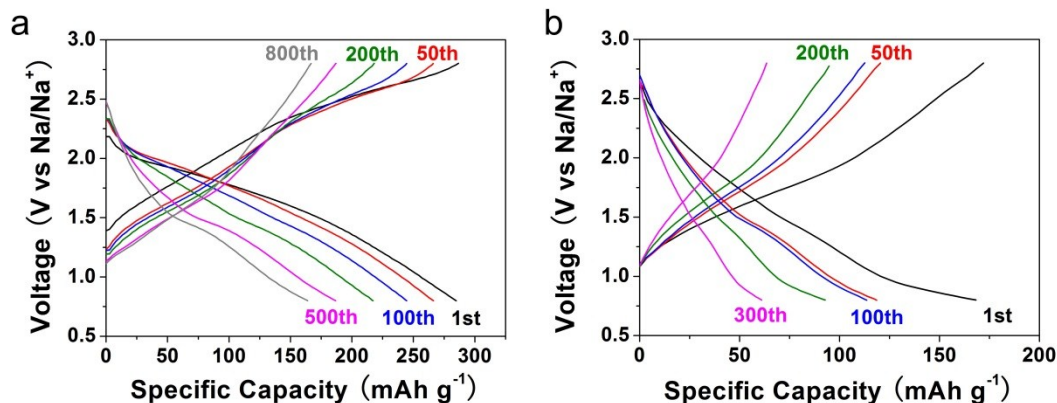 a
800th 200th 50th
500th 100th 1st
3.0
2.5
2.0
1.5
1.0
0.5
0 50 100 150 200 250 300
Voltage (V vs Na/Na⁺)
Specific Capacity (mAh g⁻¹)
b
200th 50th
300th 100th 1st
3.0
2.5
2.0
1.5
1.0
0.5
0 50 100 150 200
Voltage (V vs Na/Na⁺)
Specific Capacity (mAh g⁻¹)